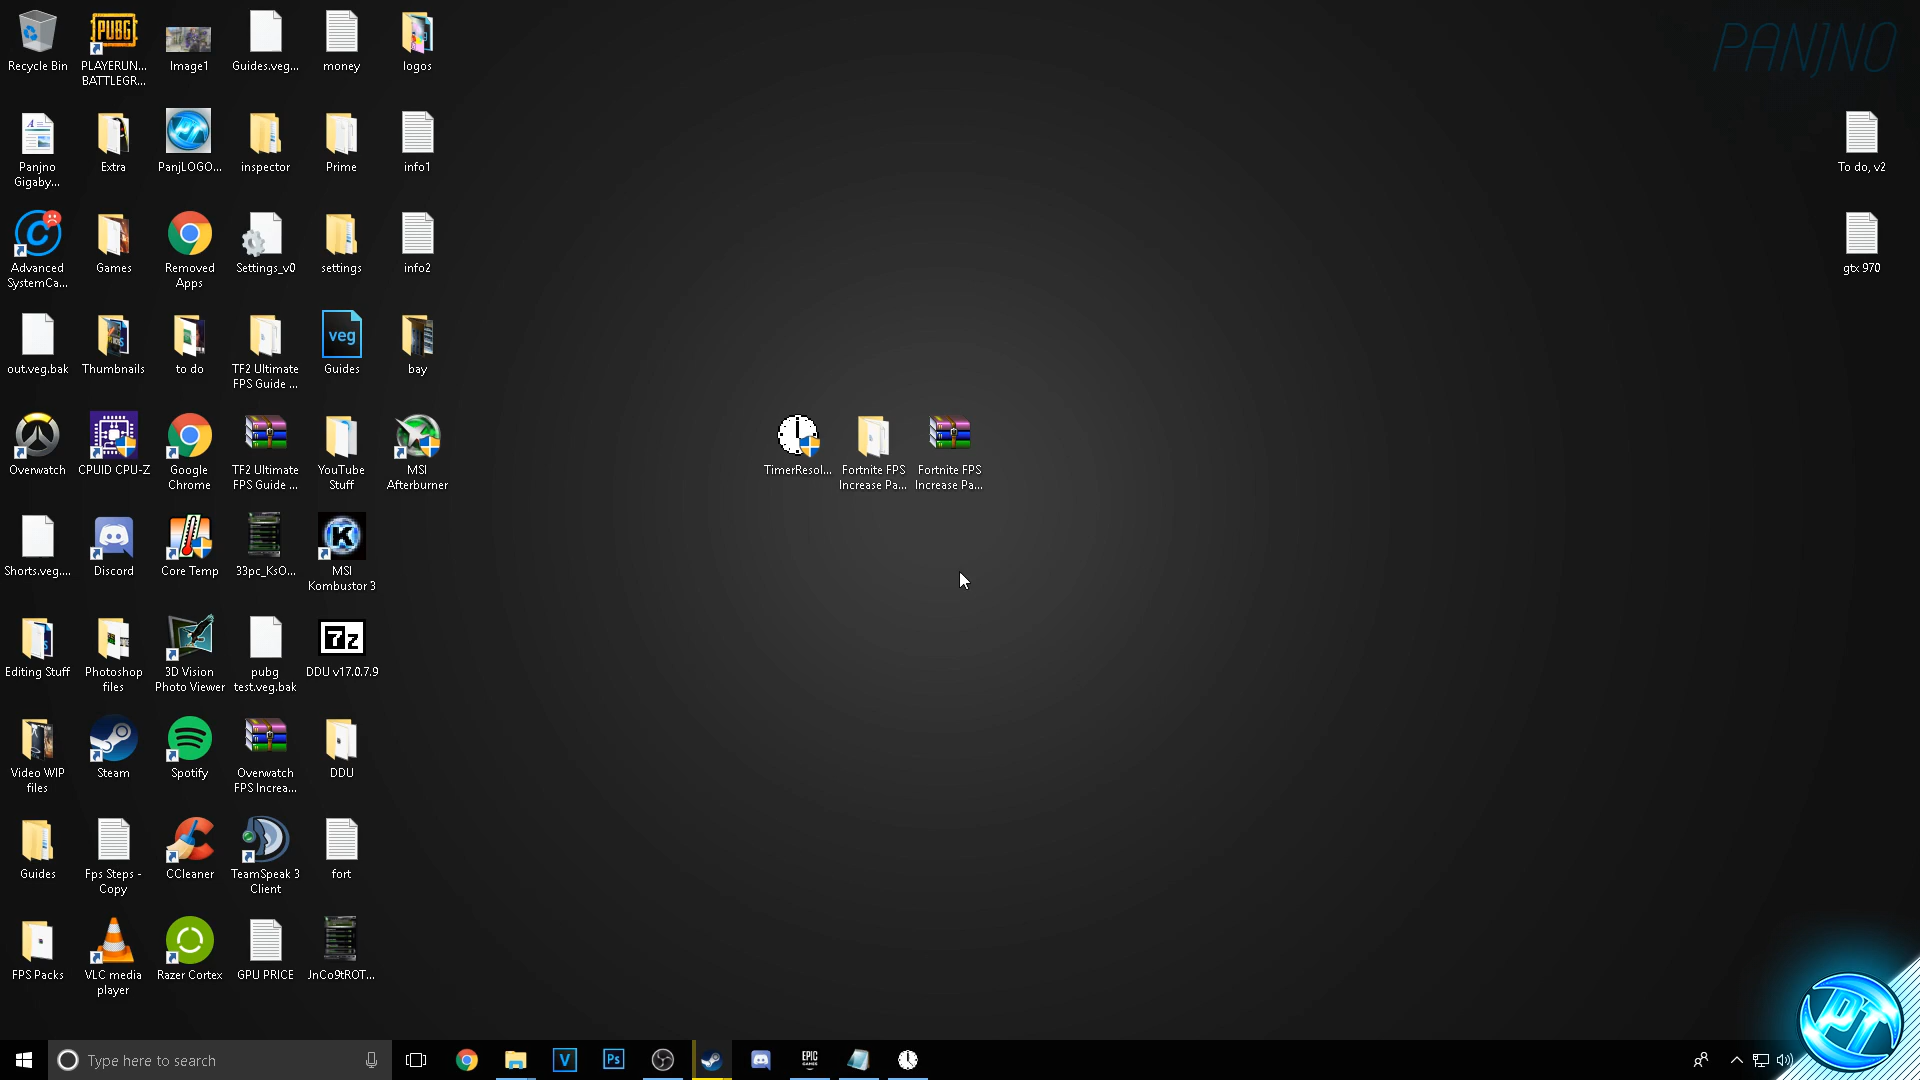 PANJNO
Recycle Bin
PLAYERUN...
BATTLEGR...
Image1
Guides.veg...
money
logos
Panjno
Gigaby...
Extra
PanjLOGO...
inspector
Prime
info1
To do, v2
Advanced
SystemCa...
Games
Removed
Apps
Settings_v0
settings
info2
gtx 970
out.veg.bak
Thumbnails
to do
TF2 Ultimate
FPS Guide ...
veg
Guides
bay
Overwatch
CPUID CPU-Z
Google
Chrome
TF2 Ultimate
FPS Guide ...
YouTube
Stuff
MSI
Afterburner
TimerResol...
Fortnite FPS
Increase Pa...
Fortnite FPS
Increase Pa...
Shorts.veg....
Discord
Core Temp
33pc_KsO...
K
MSI
Kombustor 3
Editing Stuff
Photoshop
files
3D Vision
Photo Viewer
pubg
test.veg.bak
7z
DDU v17.0.7.9
Video WIP
files
Steam
Spotify
Overwatch
FPS Increa...
DDU
Guides
Fps Steps -
Copy
CCleaner
TeamSpeak 3
Client
fort
FPS Packs
VLC media
player
Razer Cortex
GPU PRICE
JnCo9tROT...
PT
Type here to search
V
Ps
EPIC
GAMES